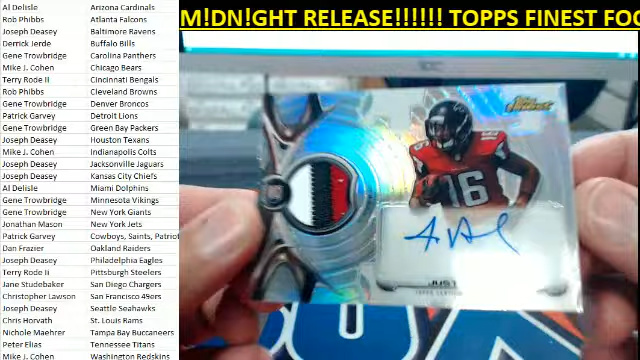 M!DN!GHT RELEASE!!!!!! TOPPS FINEST FOO
Al Delisle Arizona Cardinals
Rob Phibbs Atlanta Falcons
Joseph Deasey Baltimore Ravens
Derrick Jerde Buffalo Bills
Gene Trowbridge Carolina Panthers
Mike J. Cohen Chicago Bears
Terry Rode II Cincinnati Bengals
Rob Phibbs Cleveland Browns
Gene Trowbridge Denver Broncos
Patrick Garvey Detroit Lions
Gene Trowbridge Green Bay Packers
Joseph Deasey Houston Texans
Mike J. Cohen Indianapolis Colts
Joseph Deasey Jacksonville Jaguars
Joseph Deasey Kansas City Chiefs
Al Delisle Miami Dolphins
Gene Trowbridge Minnesota Vikings
Gene Trowbridge New York Giants
Jonathan Mason New York Jets
Patrick Garvey Cowboys, Saints, Patriot
Dan Frazier Oakland Raiders
Joseph Deasey Philadelphia Eagles
Terry Rode II Pittsburgh Steelers
Jane Studebaker San Diego Chargers
Christopher Lawson San Francisco 49ers
Joseph Deasey Seattle Seahawks
Chris Horvath St. Louis Rams
Nichole Maehrer Tampa Bay Buccaneers
Peter Elias Tennessee Titans
Mike J. Cohen Washington Redskins
FINEST
16
16
JUST